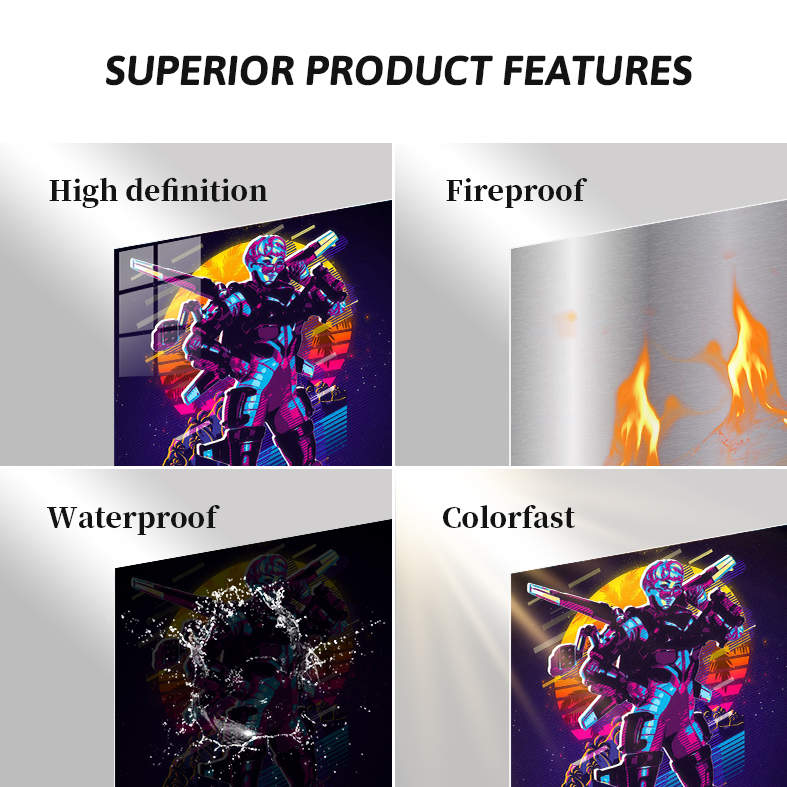 SUPERIOR PRODUCT FEATURES
High definition
Fireproof
Waterproof
Colorfast